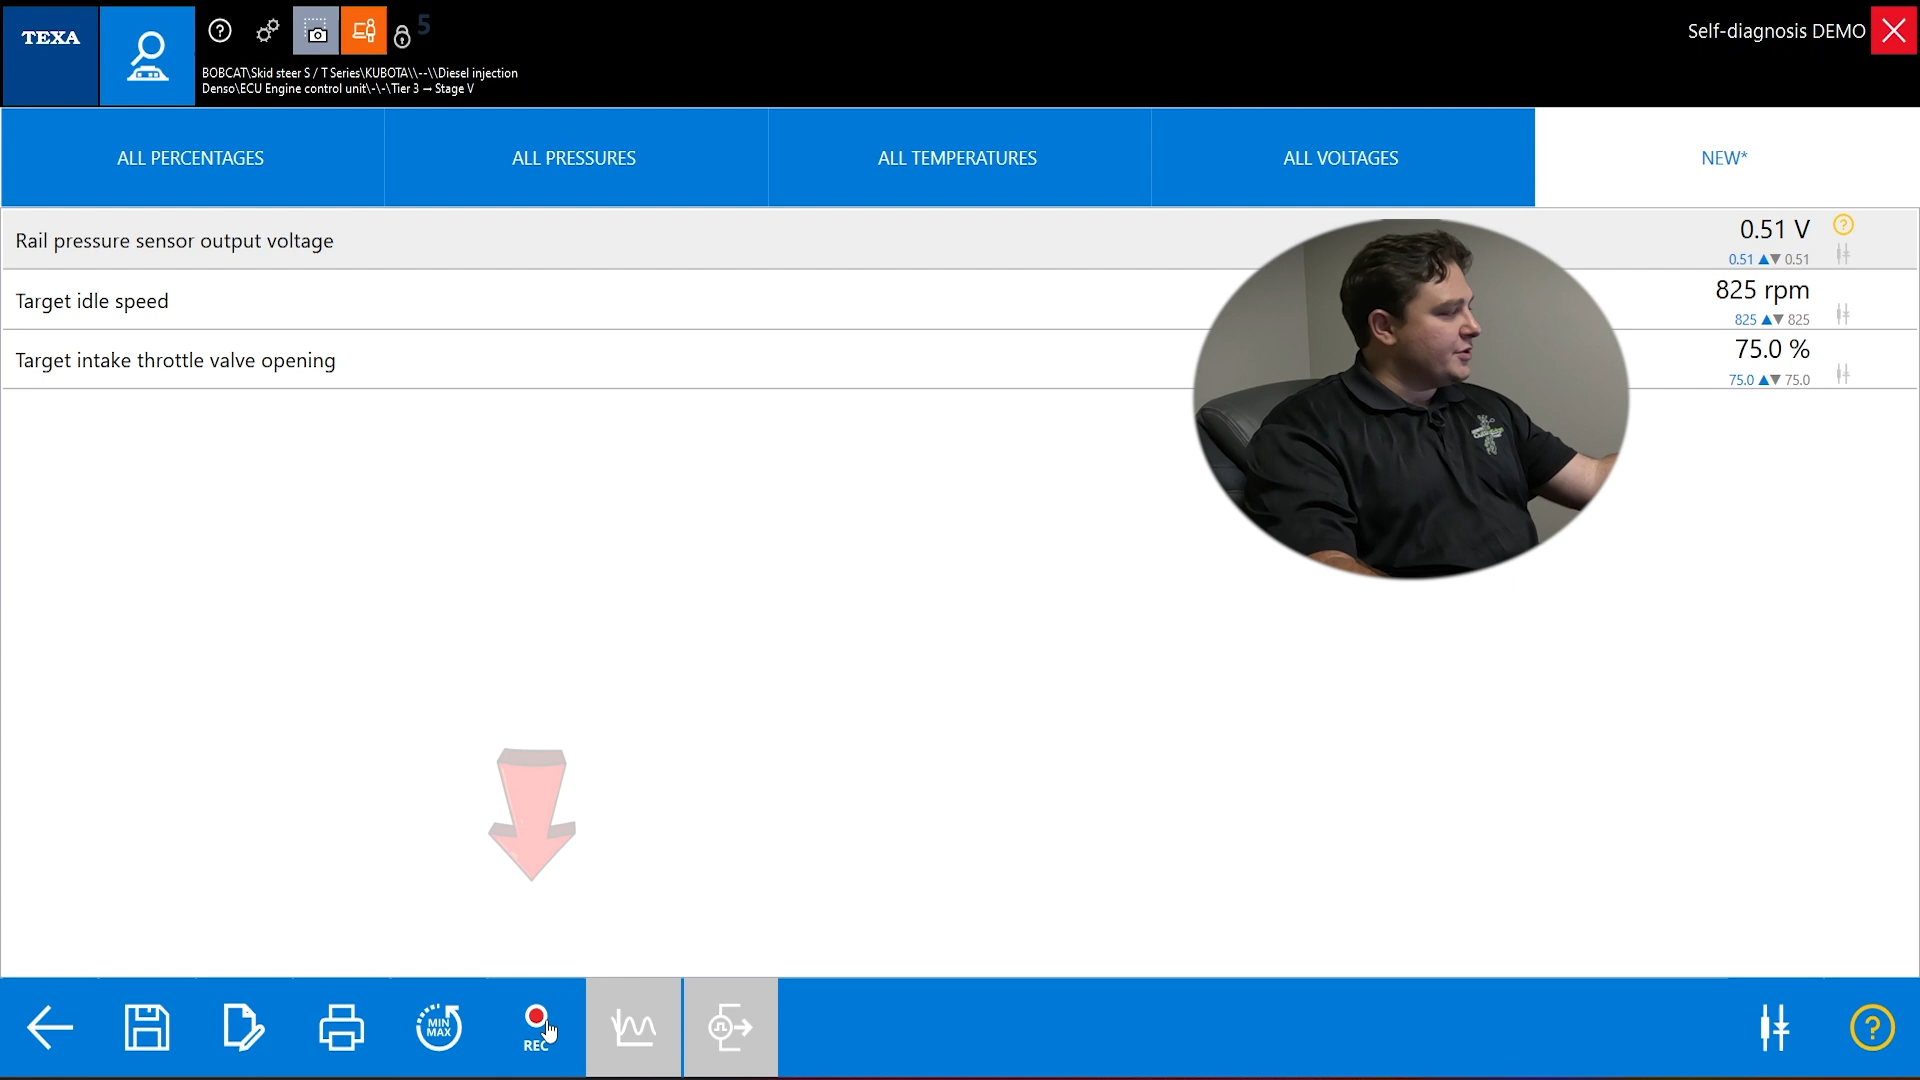 TEXA
5
Self-diagnosis DEMO
BOBCAT\Skid steer S / T Series\KUBOTA\\--\\Diesel injection
Denso\ECU Engine control unit\-\-\Tier 3 → Stage V
ALL PERCENTAGES
ALL PRESSURES
ALL TEMPERATURES
ALL VOLTAGES
NEW*
Rail pressure sensor output voltage
0.51 V
0.51 ▲▼ 0.51
Target idle speed
825 rpm
825 ▲▼ 825
Target intake throttle valve opening
75.0 %
75.0 ▲▼ 75.0
MIN
MAX
REC